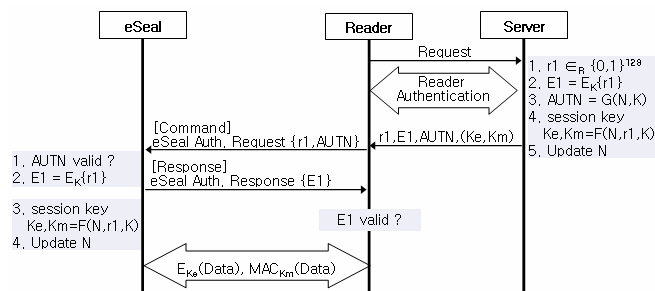 eSeal
Reader
Server
Request
Reader
Authentication
1. r1 ∈R {0,1}128
2. E1 = EK{r1}
3. AUTN = G(N,K)
4. session key
Ke,Km=F(N,r1,K)
5. Update N
[Command]
eSeal Auth. Request {r1,AUTN}
r1,E1,AUTN,(Ke,Km)
1. AUTN valid ?
2. E1 = EK{r1}
[Response]
eSeal Auth. Response {E1}
3. session key
Ke,Km=F(N,r1,K)
4. Update N
E1 valid ?
EKe(Data), MACKm(Data)